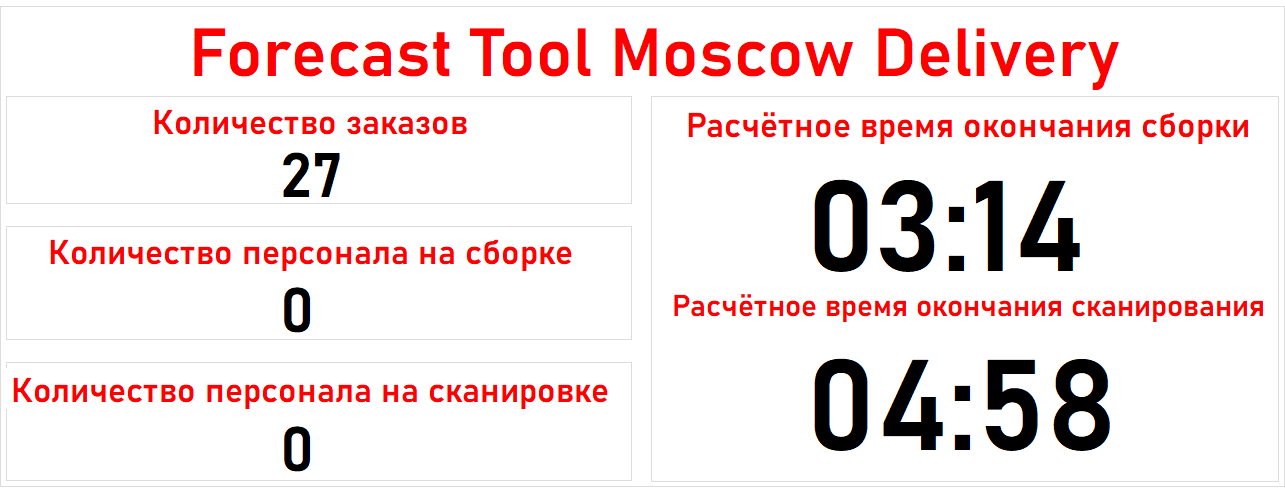 Forecast Tool Moscow Delivery
Количество заказов
27
Количество персонала на сборке
0
Количество персонала на сканировке
0
Расчётное время окончания сборки
03:14
Расчётное время окончания сканирования
04:58